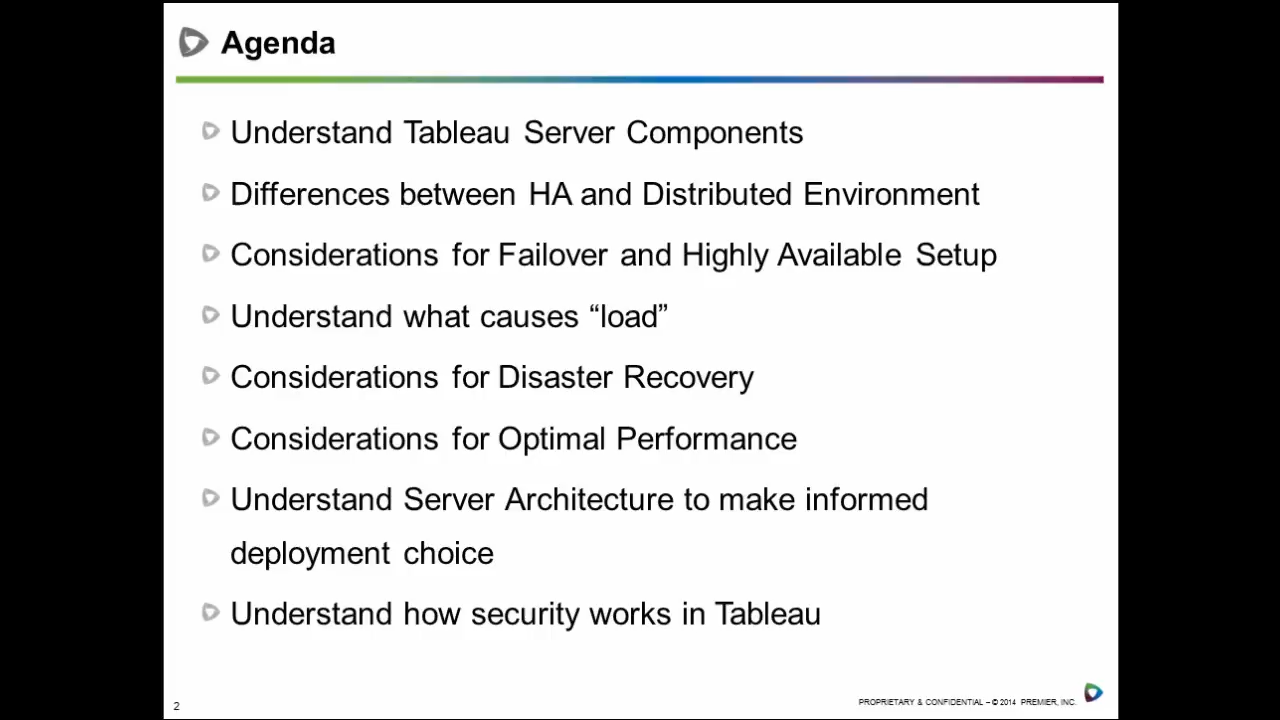 Agenda
Understand Tableau Server Components
Differences between HA and Distributed Environment
Considerations for Failover and Highly Available Setup
Understand what causes “load”
Considerations for Disaster Recovery
Considerations for Optimal Performance
Understand Server Architecture to make informed
deployment choice
Understand how security works in Tableau
2
PROPRIETARY & CONFIDENTIAL – © 2014 PREMIER, INC.